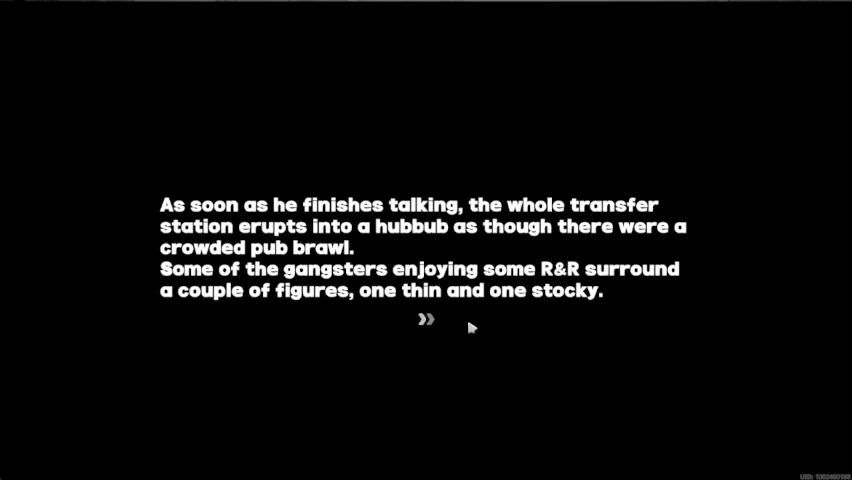 As soon as he finishes talking, the whole transfer
station erupts into a hubbub as though there were a
crowded pub brawl.
Some of the gangsters enjoying some R&R surround
a couple of figures, one thin and one stocky.